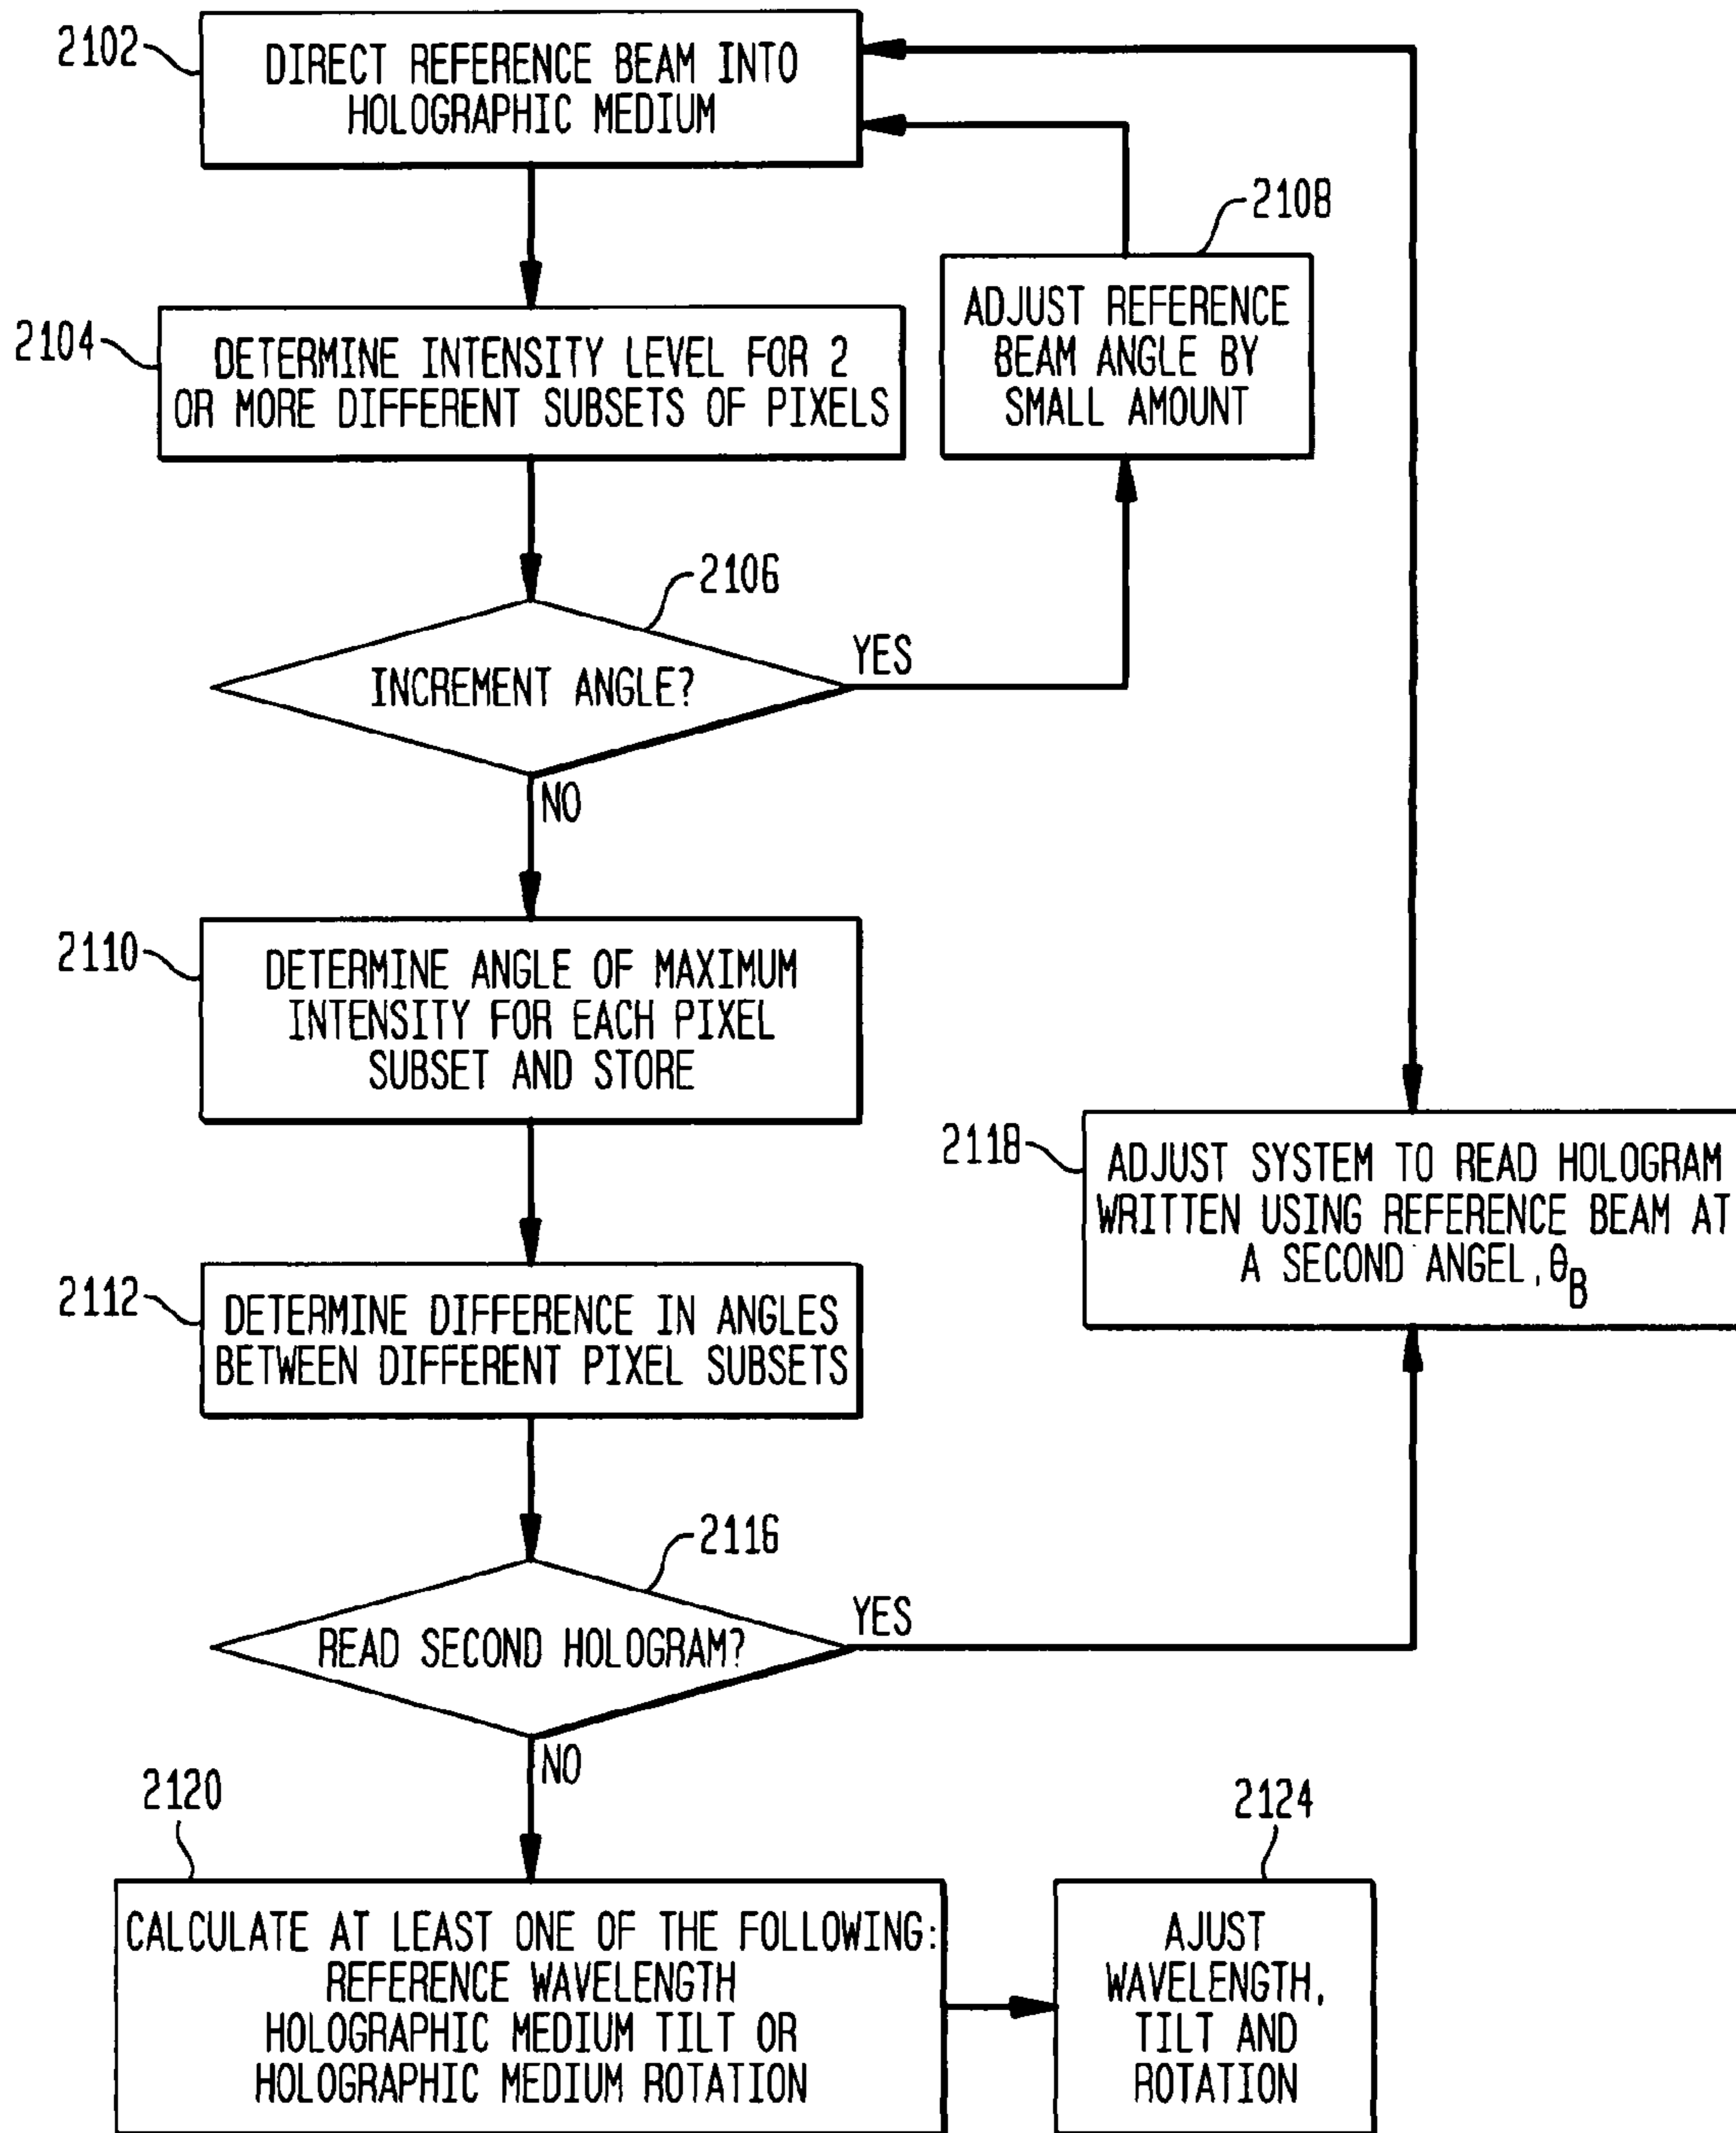 2102
DIRECT REFERENCE BEAM INTO
HOLOGRAPHIC MEDIUM
2108
ADJUST REFERENCE
BEAM ANGLE BY
SMALL AMOUNT
2104
DETERMINE INTENSITY LEVEL FOR 2
OR MORE DIFFERENT SUBSETS OF PIXELS
2106
INCREMENT ANGLE?
YES
NO
2110
DETERMINE ANGLE OF MAXIMUM
INTENSITY FOR EACH PIXEL
SUBSET AND STORE
2118
ADJUST SYSTEM TO READ HOLOGRAM
WRITTEN USING REFERENCE BEAM AT
A SECOND ANGEL, θB
2112
DETERMINE DIFFERENCE IN ANGLES
BETWEEN DIFFERENT PIXEL SUBSETS
2116
READ SECOND HOLOGRAM?
YES
NO
2120
CALCULATE AT LEAST ONE OF THE FOLLOWING:
REFERENCE WAVELENGTH
HOLOGRAPHIC MEDIUM TILT OR
HOLOGRAPHIC MEDIUM ROTATION
2124
AJUST
WAVELENGTH,
TILT AND
ROTATION